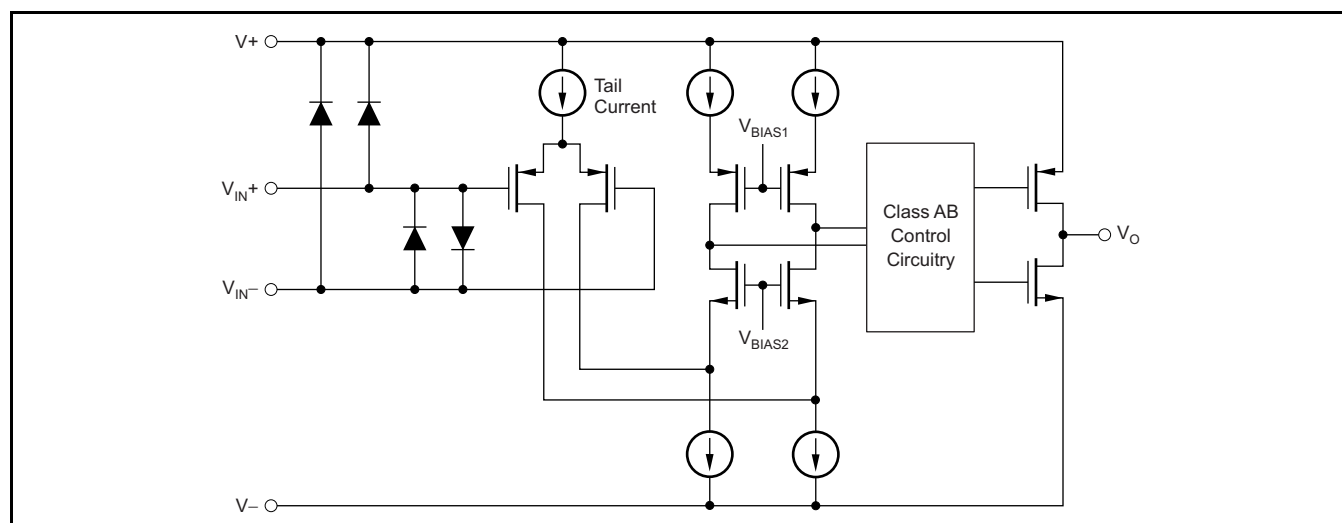 V+
Tail
Current
V_BIAS1
V_IN+
Class AB
Control
Circuitry
V_O
V_IN–
V_BIAS2
V–